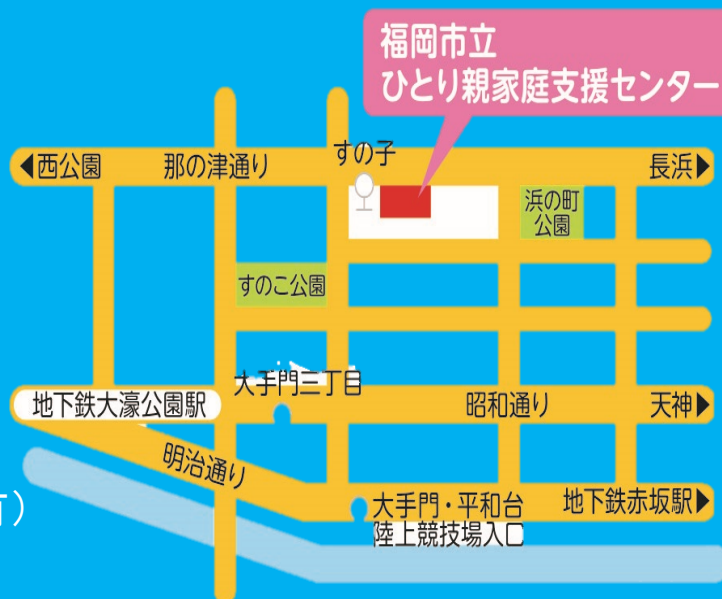 福岡市立
ひとり親家庭支援センター
すの子
◀西公園
那の津通り
長浜▶
浜の町
公園
すのこ公園
大手門三丁目
地下鉄大濠公園駅
昭和通り
天神▶
明治通り
大手門・平和台
陸上競技場入口
地下鉄赤坂駅▶
）